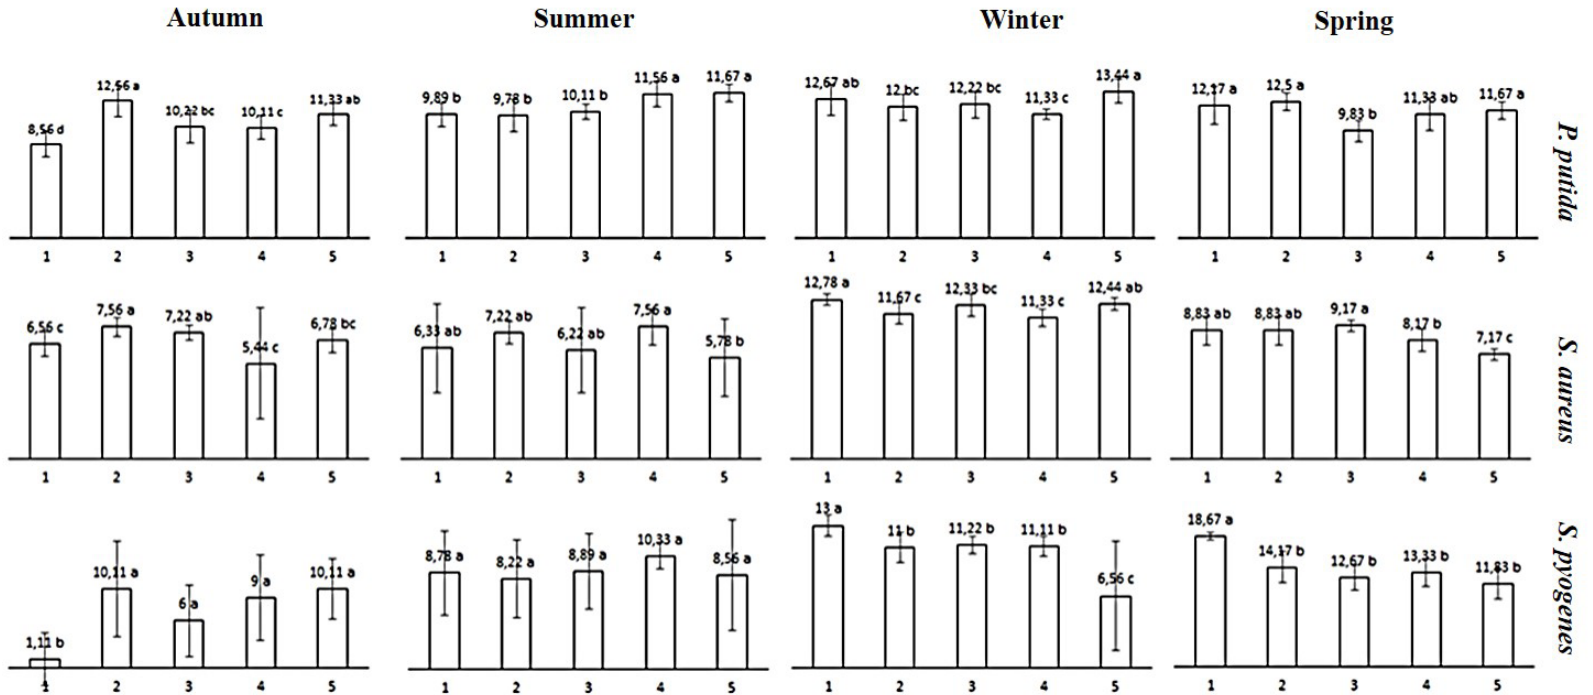 Autumn Summer Winter Spring
8,56 d 12,56 a 10,22 bc 10,11 c 11,33 ab 9,89 b 9,78 b 10,11 b 11,56 a 11,67 a 12,67 ab 12 bc 12,22 bc 11,33 c 13,44 a 12,17 a 12,5 a 9,83 b 11,33 ab 11,67 a
P. putida
1 2 3 4 5 1 2 3 4 5 1 2 3 4 5 1 2 3 4 5
6,56 c 7,56 a 7,22 ab 5,44 c 6,78 bc 6,33 ab 7,22 ab 6,22 ab 7,56 a 5,78 b 12,78 a 11,67 c 12,33 bc 11,33 c 12,44 ab 8,83 ab 8,83 ab 9,17 a 8,17 b 7,17 c
S. aureus
1 2 3 4 5 1 2 3 4 5 1 2 3 4 5 1 2 3 4 5
1,11 b 10,11 a 6 a 9 a 10,11 a 8,78 a 8,22 a 8,89 a 10,33 a 8,56 a 13 a 11 b 11,22 b 11,11 b 6,56 c 18,67 a 14,17 b 12,67 b 13,33 b 11,83 b
S. pyogenes
1 2 3 4 5 1 2 3 4 5 1 2 3 4 5 1 2 3 4 5